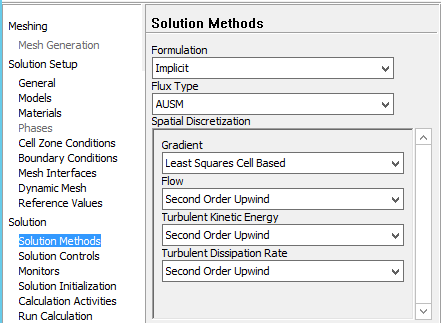 Meshing
Mesh Generation
Solution Setup
General
Models
Materials
Phases
Cell Zone Conditions
Boundary Conditions
Mesh Interfaces
Dynamic Mesh
Reference Values
Solution
Solution Methods
Solution Controls
Monitors
Solution Initialization
Calculation Activities
Run Calculation
Solution Methods
Formulation
Implicit
Flux Type
AUSM
Spatial Discretization
Gradient
Least Squares Cell Based
Flow
Second Order Upwind
Turbulent Kinetic Energy
Second Order Upwind
Turbulent Dissipation Rate
Second Order Upwind